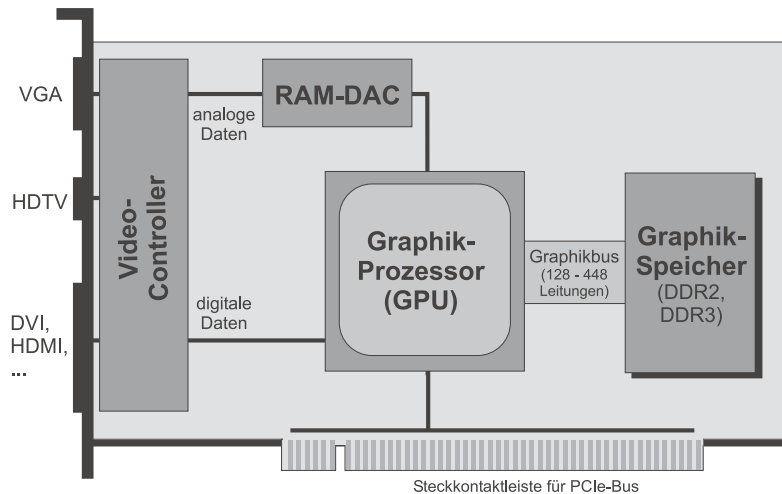 VGA
HDTV
DVI,
HDMI,
...
Video-
Controller
analoge
Daten
digitale
Daten
RAM-DAC
Graphik-
Prozessor
(GPU)
Graphikbus
(128 - 448
Leitungen)
Graphik-
Speicher
(DDR2,
DDR3)
Steckkontaktleiste für PCIe-Bus